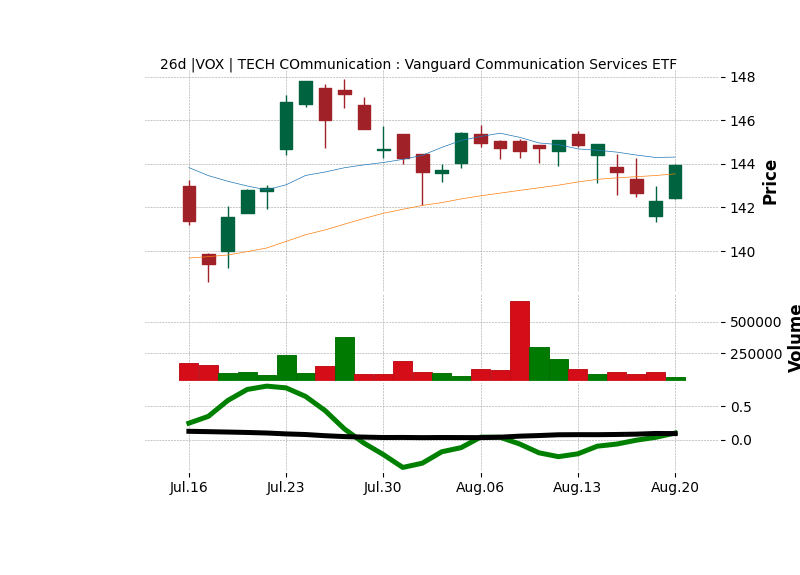 26d |VOX | TECH COmmunication : Vanguard Communication Services ETF
148
146
144
142
140
Price
500000
250000
Volume
0.5
0.0
Jul.16 Jul.23 Jul.30 Aug.06 Aug.13 Aug.20